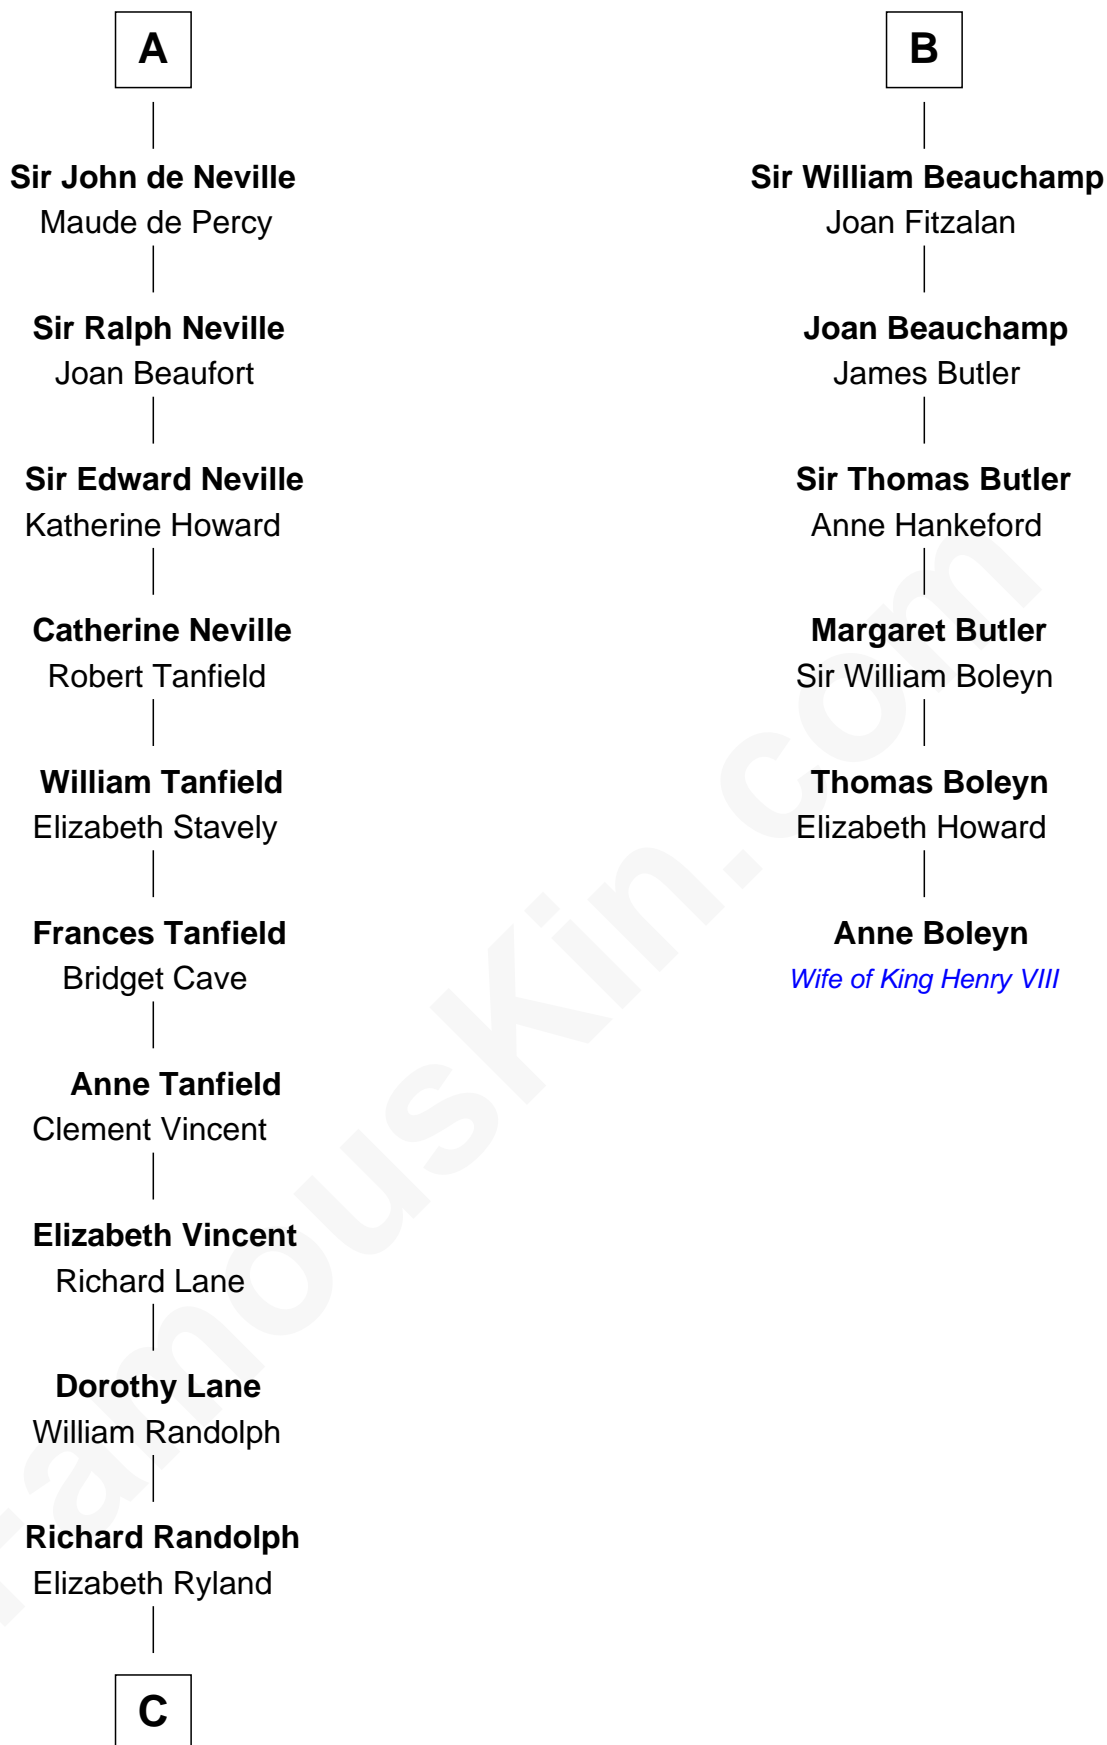 A
B
Sir John de Neville
Maude de Percy
Sir William Beauchamp
Joan Fitzalan
Sir Ralph Neville
Joan Beaufort
Joan Beauchamp
James Butler
Sir Edward Neville
Katherine Howard
Sir Thomas Butler
Anne Hankeford
Catherine Neville
Robert Tanfield
Margaret Butler
Sir William Boleyn
William Tanfield
Elizabeth Stavely
Thomas Boleyn
Elizabeth Howard
Frances Tanfield
Bridget Cave
Anne Boleyn
Wife of King Henry VIII
Anne Tanfield
Clement Vincent
Elizabeth Vincent
Richard Lane
Dorothy Lane
William Randolph
Richard Randolph
Elizabeth Ryland
C
FamousKin.com